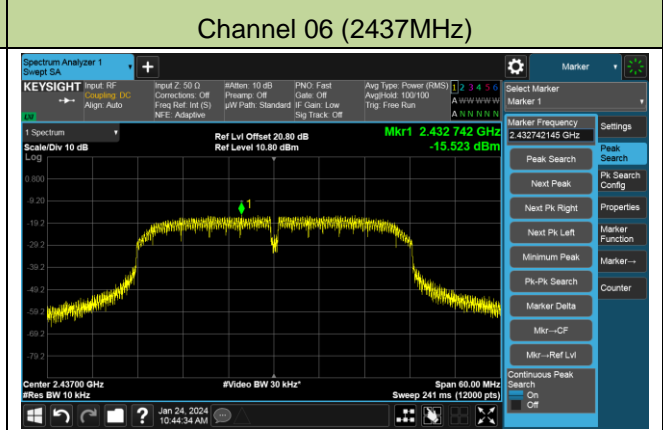 Channel 06 (2437MHz)
Spectrum Analyzer 1
Swept SA
Marker
KEYSIGHT
Input: RF
Coupling: DC
Align: Auto
Input Z: 50 Ω
Corrections: Off
Freq Ref: Int (S)
NFE: Adaptive
#Atten: 10 dB
Preamp: Off
µW Path: Standard
PNO: Fast
Gate: Off
IF Gain: Low
Sig Track: Off
Avg Type: Power (RMS)
Avg|Hold: 100/100
Trig: Free Run
1 2 3 4 5 6
A W W W W W
A N N N N N
Select Marker
Marker 1
1 Spectrum
Scale/Div 10 dB
Log
Ref Lvl Offset 20.80 dB
Ref Level 10.80 dBm
Mkr1 2.432 742 GHz
-15.523 dBm
0.800
-9.20
-19.2
-29.2
-39.2
-49.2
-59.2
-69.2
-79.2
1
Center 2.43700 GHz
#Res BW 10 kHz
#Video BW 30 kHz*
Span 60.00 MHz
Sweep 241 ms (12000 pts)
Marker Frequency
2.432742145 GHz
Peak Search
Next Peak
Next Pk Right
Next Pk Left
Minimum Peak
Pk-Pk Search
Marker Delta
Mkr→CF
Mkr→Ref Lvl
Continuous Peak
Search
On
Off
Settings
Peak
Search
Pk Search
Config
Properties
Marker
Function
Marker→
Counter
Jan 24, 2024
10:44:34 AM